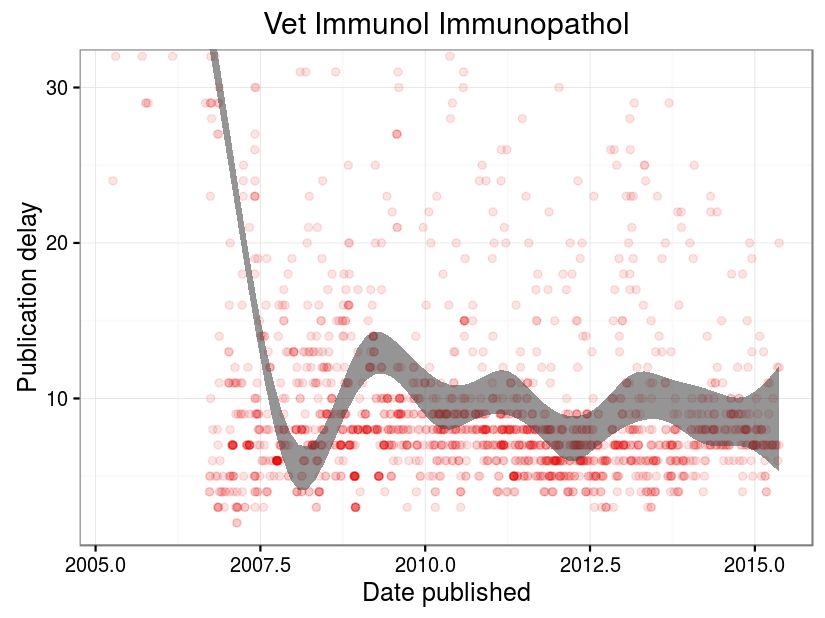 Vet Immunol Immunopathol
30
20
10
Publication delay
2005.0 2007.5 2010.0 2012.5 2015.0
Date published